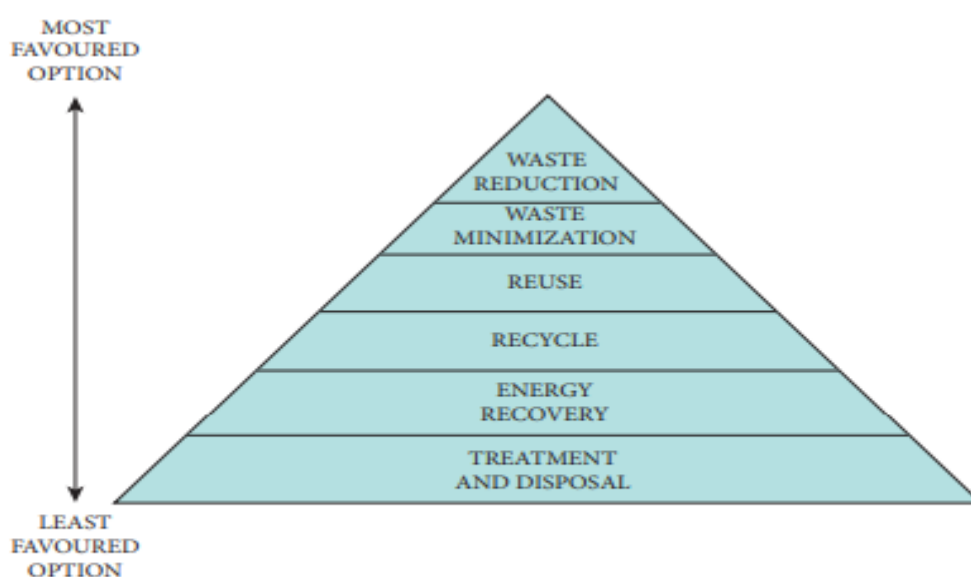 MOST
FAVOURED
OPTION
WASTE
REDUCTION
WASTE
MINIMIZATION
REUSE
RECYCLE
ENERGY
RECOVERY
TREATMENT
AND DISPOSAL
LEAST
FAVOURED
OPTION